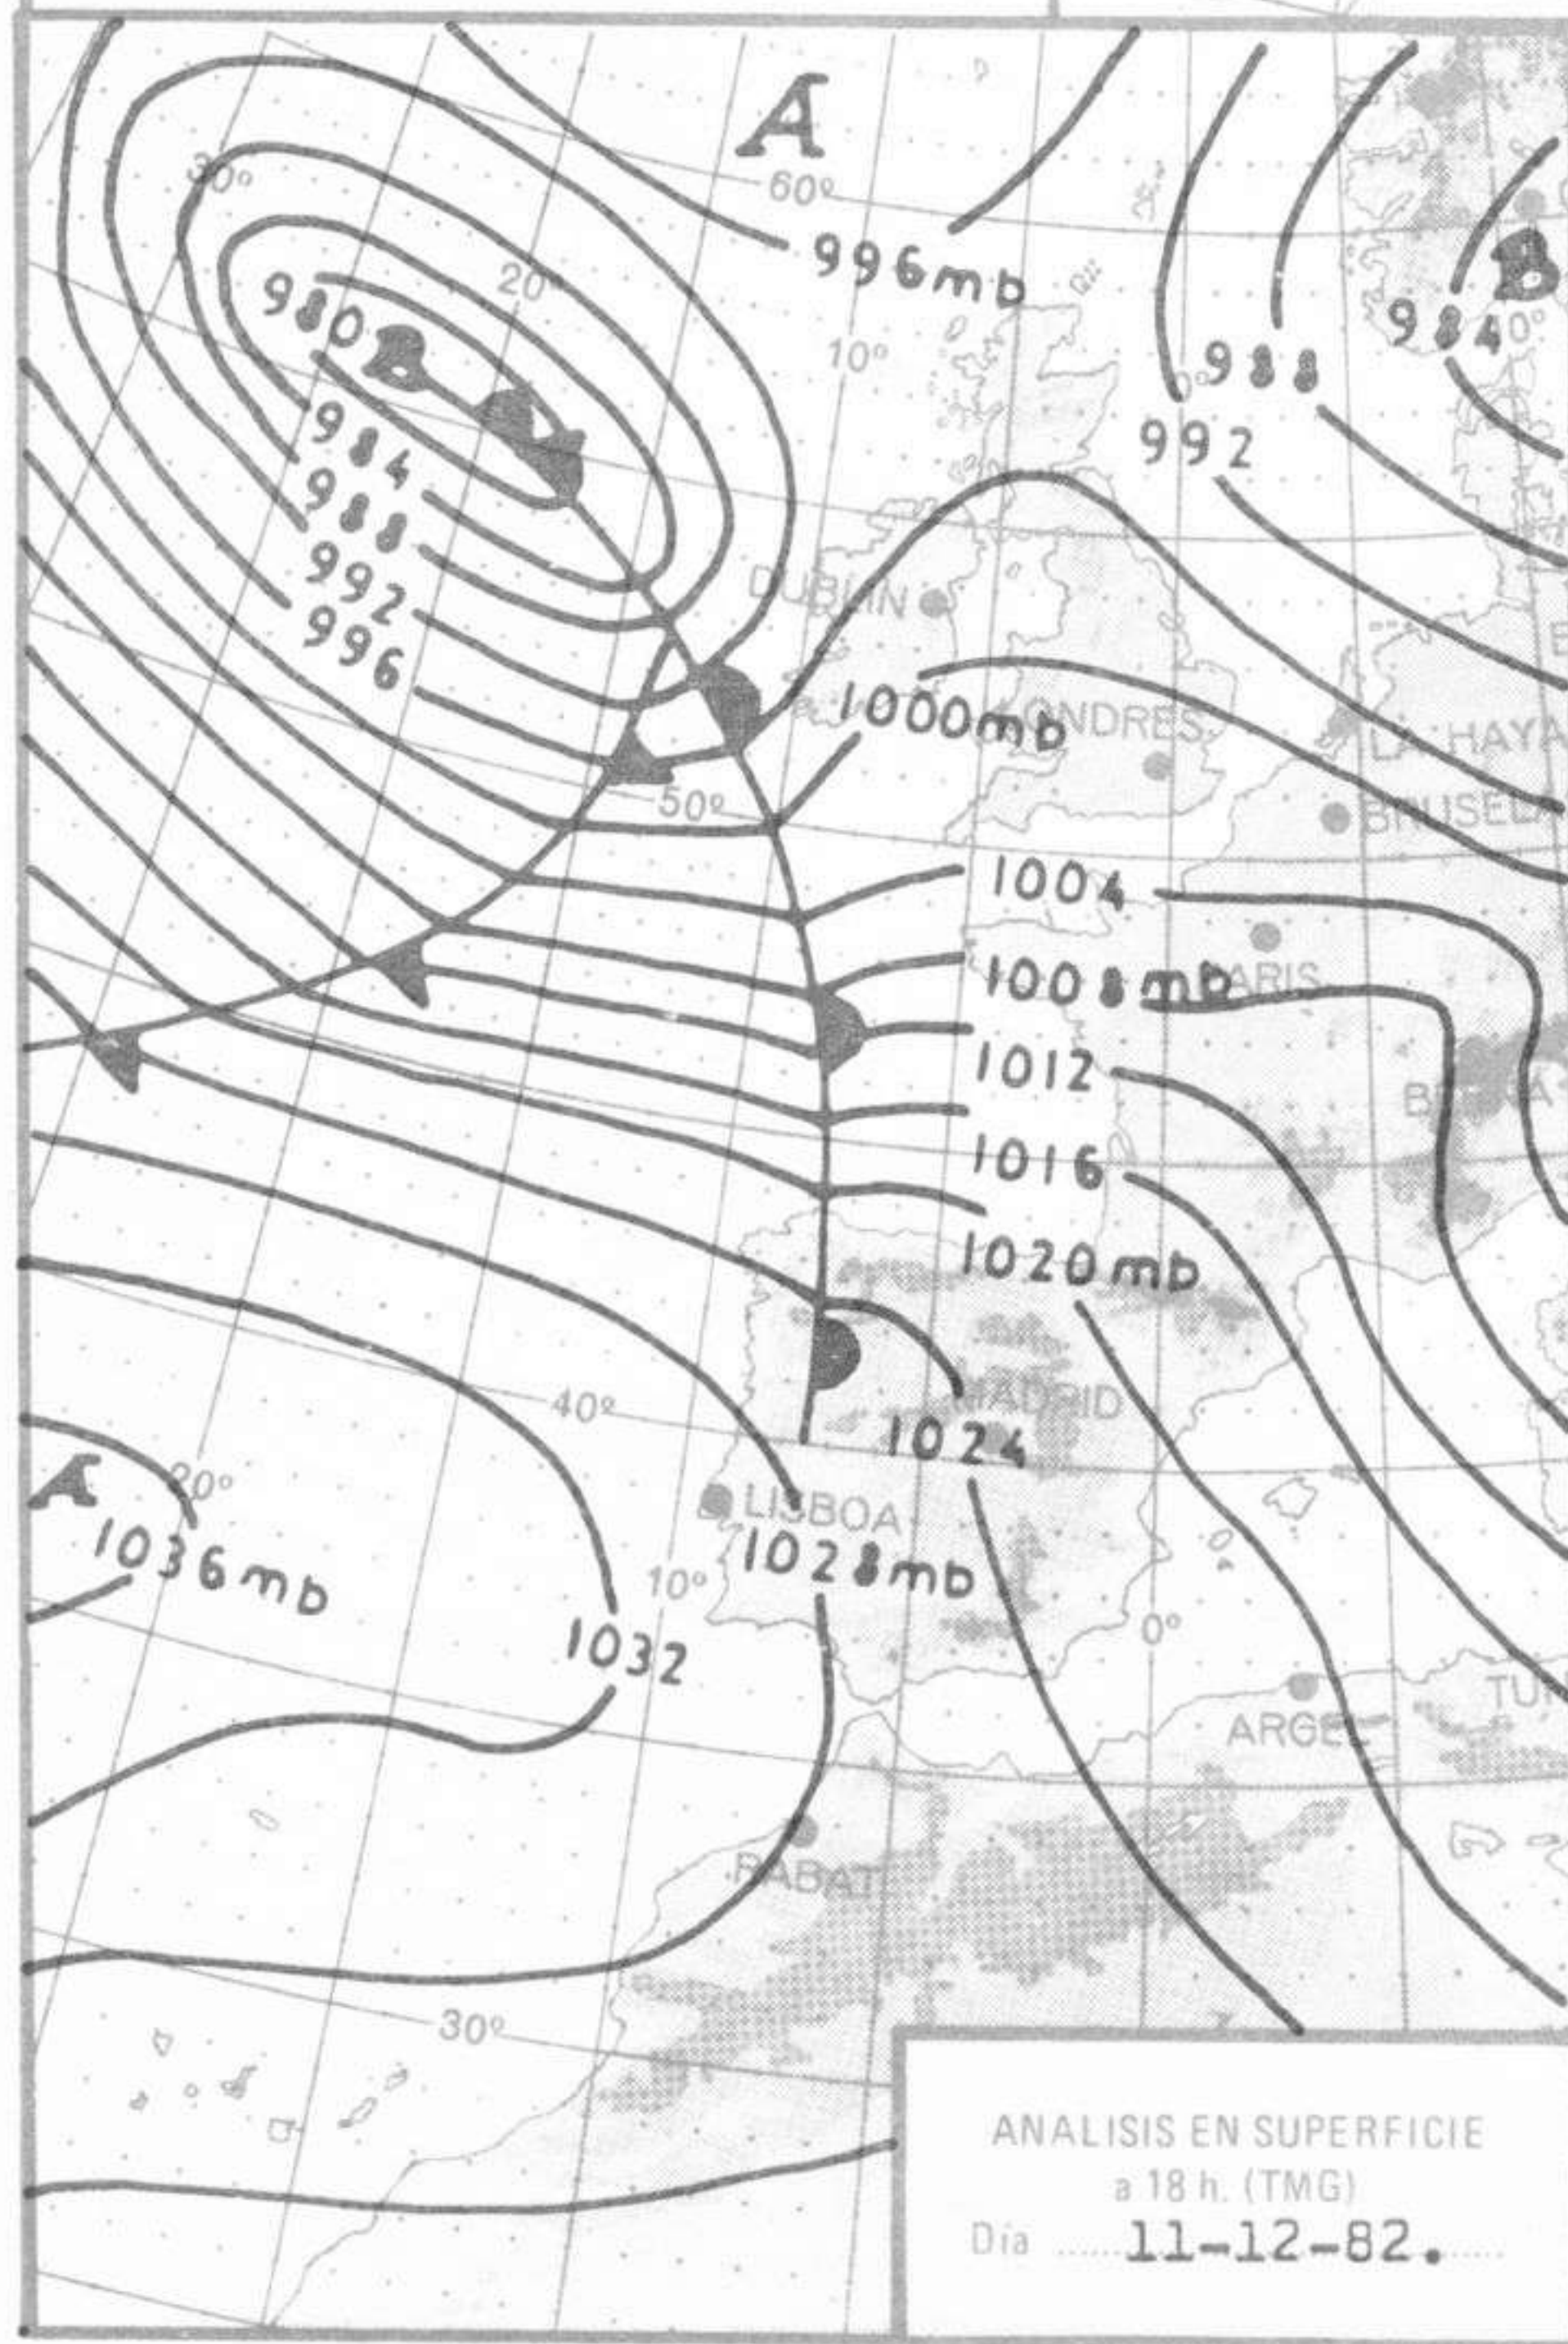 A
30º
60º
20º
996mb
980
B
B
984
0º
10º
988
0º
984
992
988
992
DUBLIN
996
1000mb
LONDRES
LA HAYA
50º
BRUSELA
1004
PARIS
1008mb
1012
1016
1020mb
40º
MADRID
1024
A
20º
LISBOA
1036mb
1028mb
10º
0º
1032
ARGEL
RABAT
30º
ANALISIS EN SUPERFICIE
a 18 h. (TMG)
Día ...... 11-12-82. ......